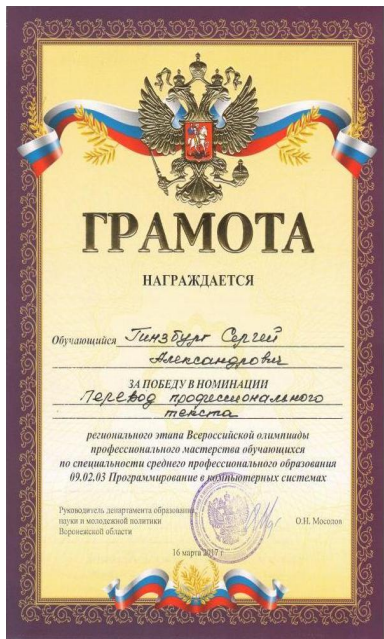 ГРАМОТА
НАГРАЖДАЕТСЯ
Обучающийся Гинзбург Сергей
Александрович
ЗА ПОБЕДУ В НОМИНАЦИИ
Перевод профессионального
текста
регионального этапа Всероссийской олимпиады
профессионального мастерства обучающихся
по специальности среднего профессионального образования
09.02.03 Программирование в компьютерных системах
Руководитель департамента образования,
науки и молодежной политики
Воронежской области
О.Н. Мосолов
16 марта 2017 г